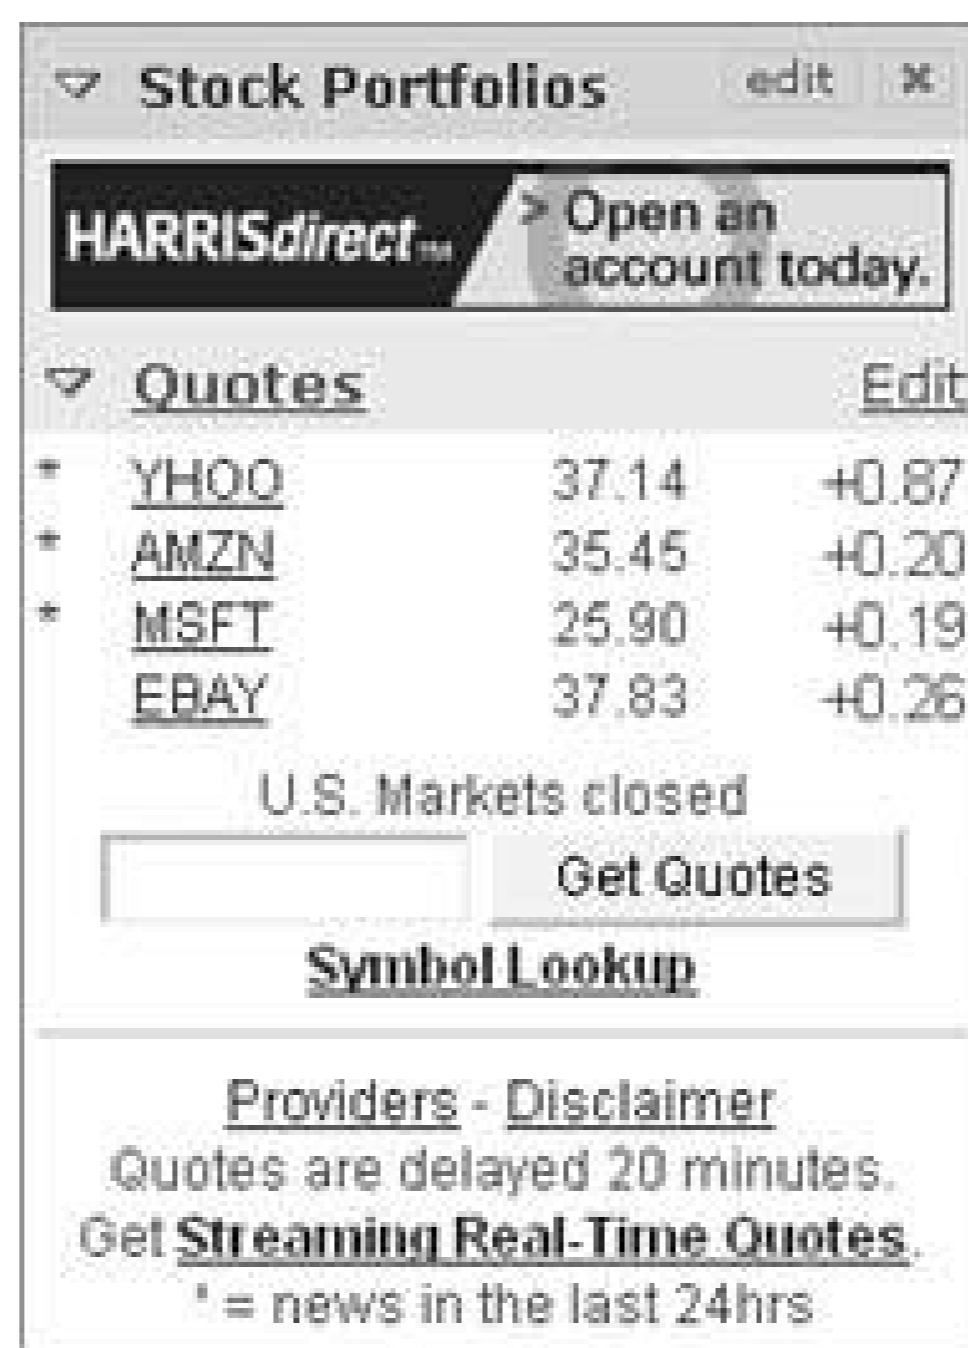 Stock Portfolios edit x
HARRISdirect™ > Open an
account today.
Quotes Edit
* YHOO 37.14 +0.87
* AMZN 35.45 +0.20
* MSFT 25.90 +0.19
EBAY 37.83 +0.26
U.S. Markets closed
Get Quotes
Symbol Lookup
Providers - Disclaimer
Quotes are delayed 20 minutes.
Get Streaming Real-Time Quotes.
* = news in the last 24hrs